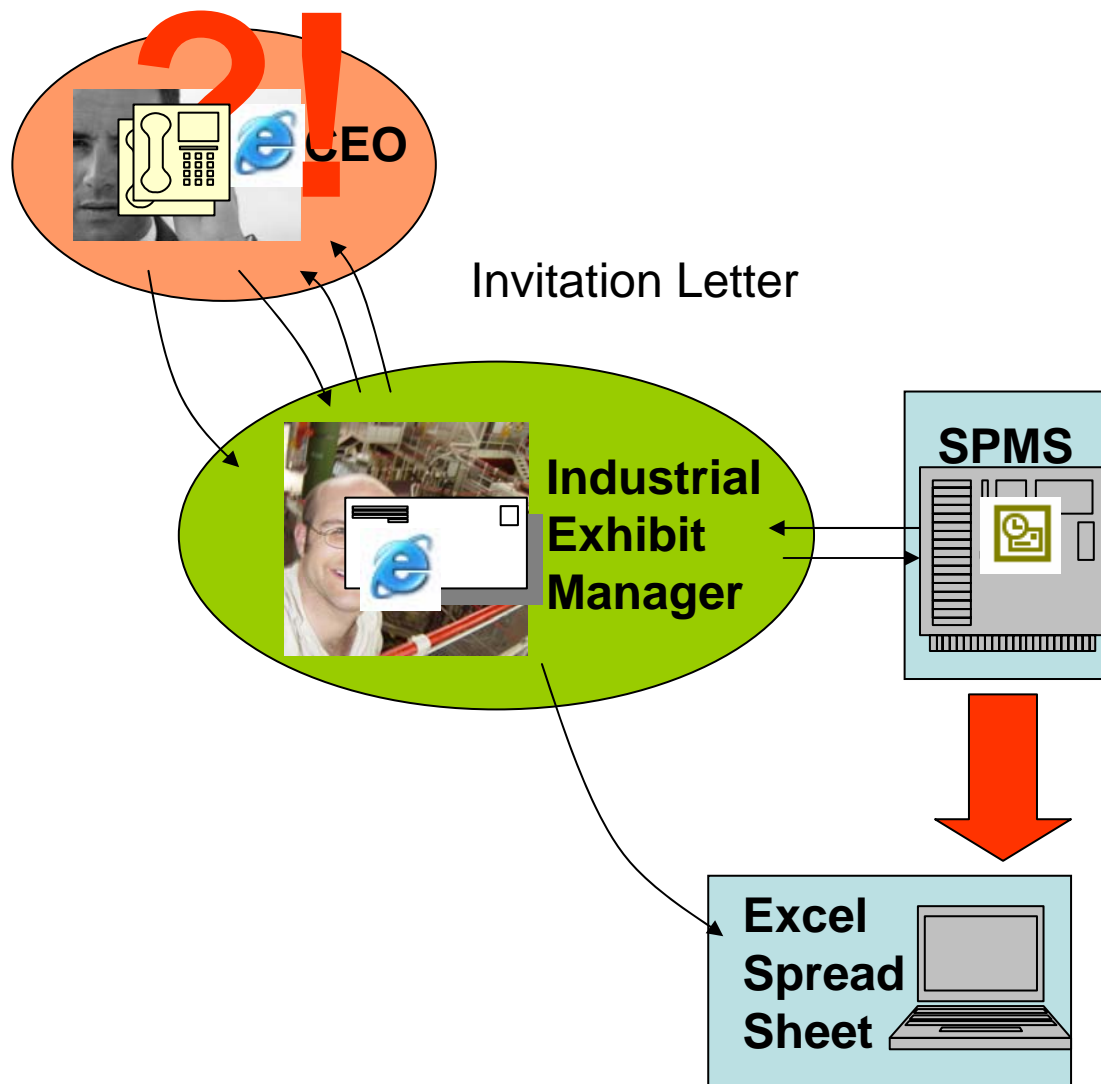 ?!
CEO
Invitation Letter
Industrial
Exhibit
Manager
SPMS
Excel
Spread
Sheet